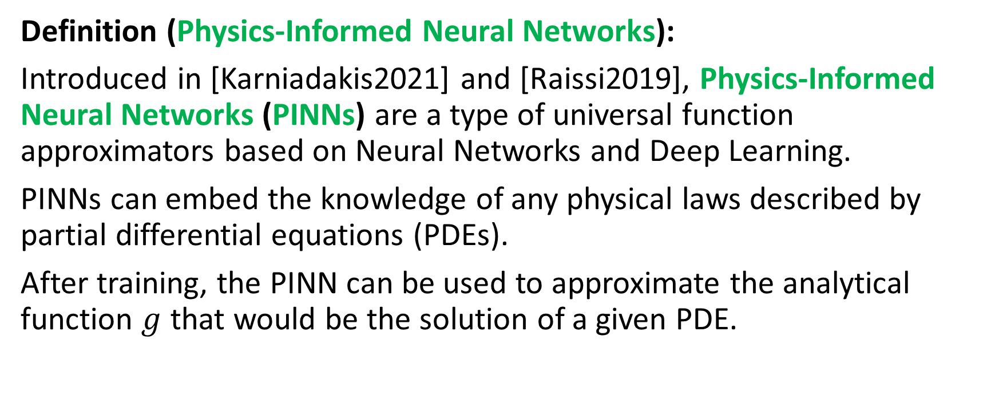 Definition (Physics-Informed Neural Networks):
Introduced in [Karniadakis2021] and [Raissi2019], Physics-Informed
Neural Networks (PINNs) are a type of universal function
approximators based on Neural Networks and Deep Learning.
PINNs can embed the knowledge of any physical laws described by
partial differential equations (PDEs).
After training, the PINN can be used to approximate the analytical
function g that would be the solution of a given PDE.